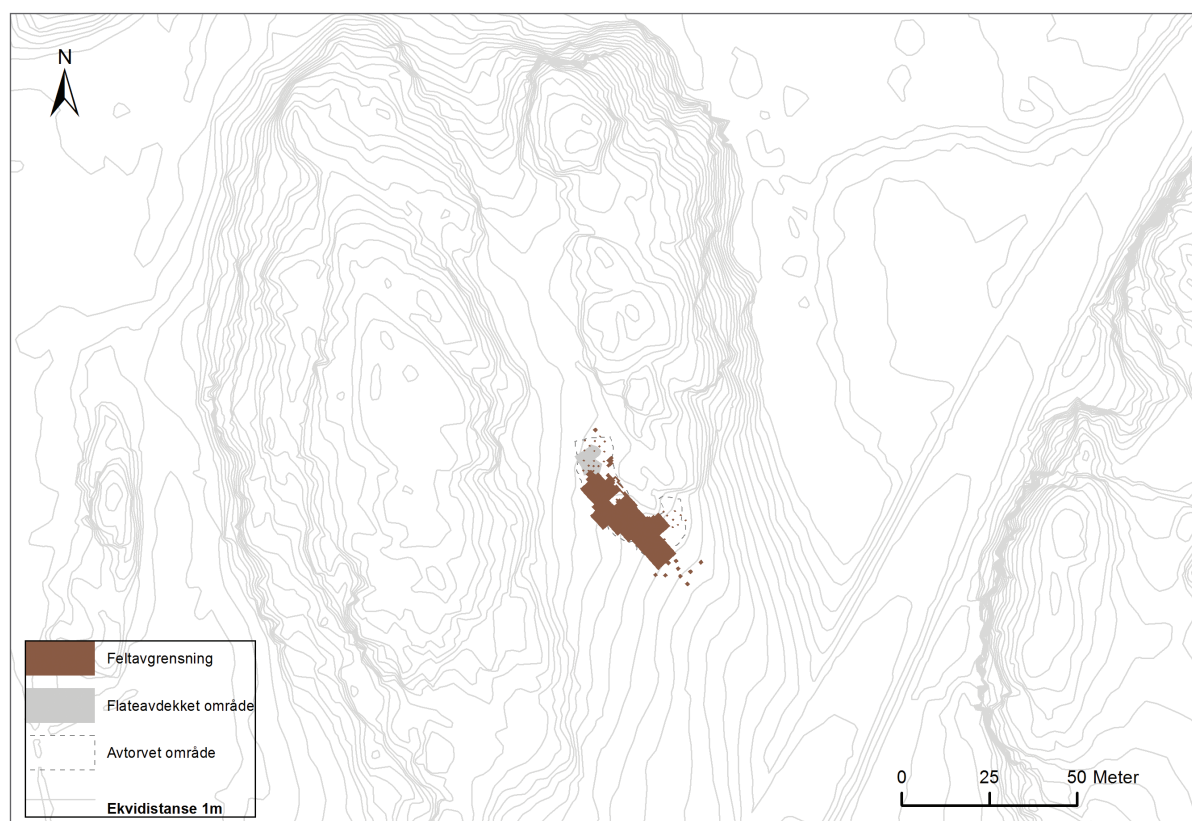 N
Feltavgrensning
Flateavdekket område
Avtorvet område
Ekvidistanse 1m
0 25 50 Meter